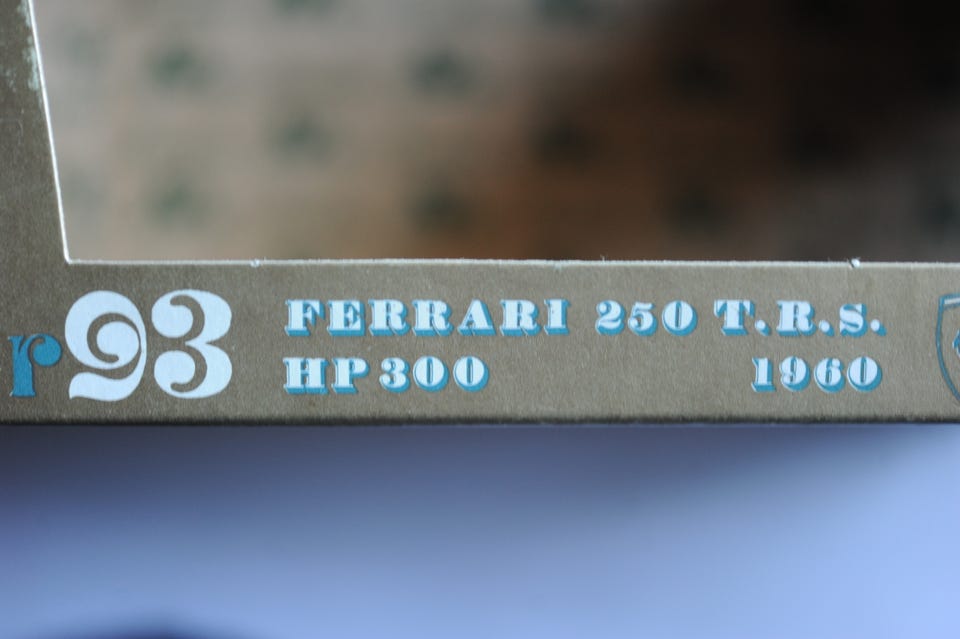 r93
FERRARI 250 T.R.S.
HP 300 1960